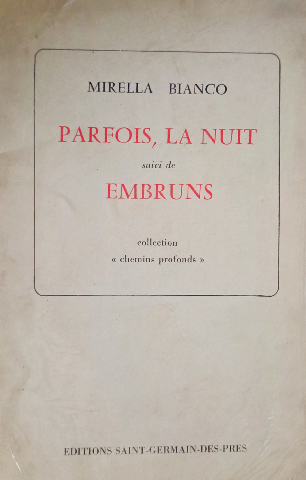 MIRELLA BIANCO
PARFOIS, LA NUIT
suivi de
EMBRUNS
collection
« chemins profonds »
EDITIONS SAINT-GERMAIN-DES-PRES